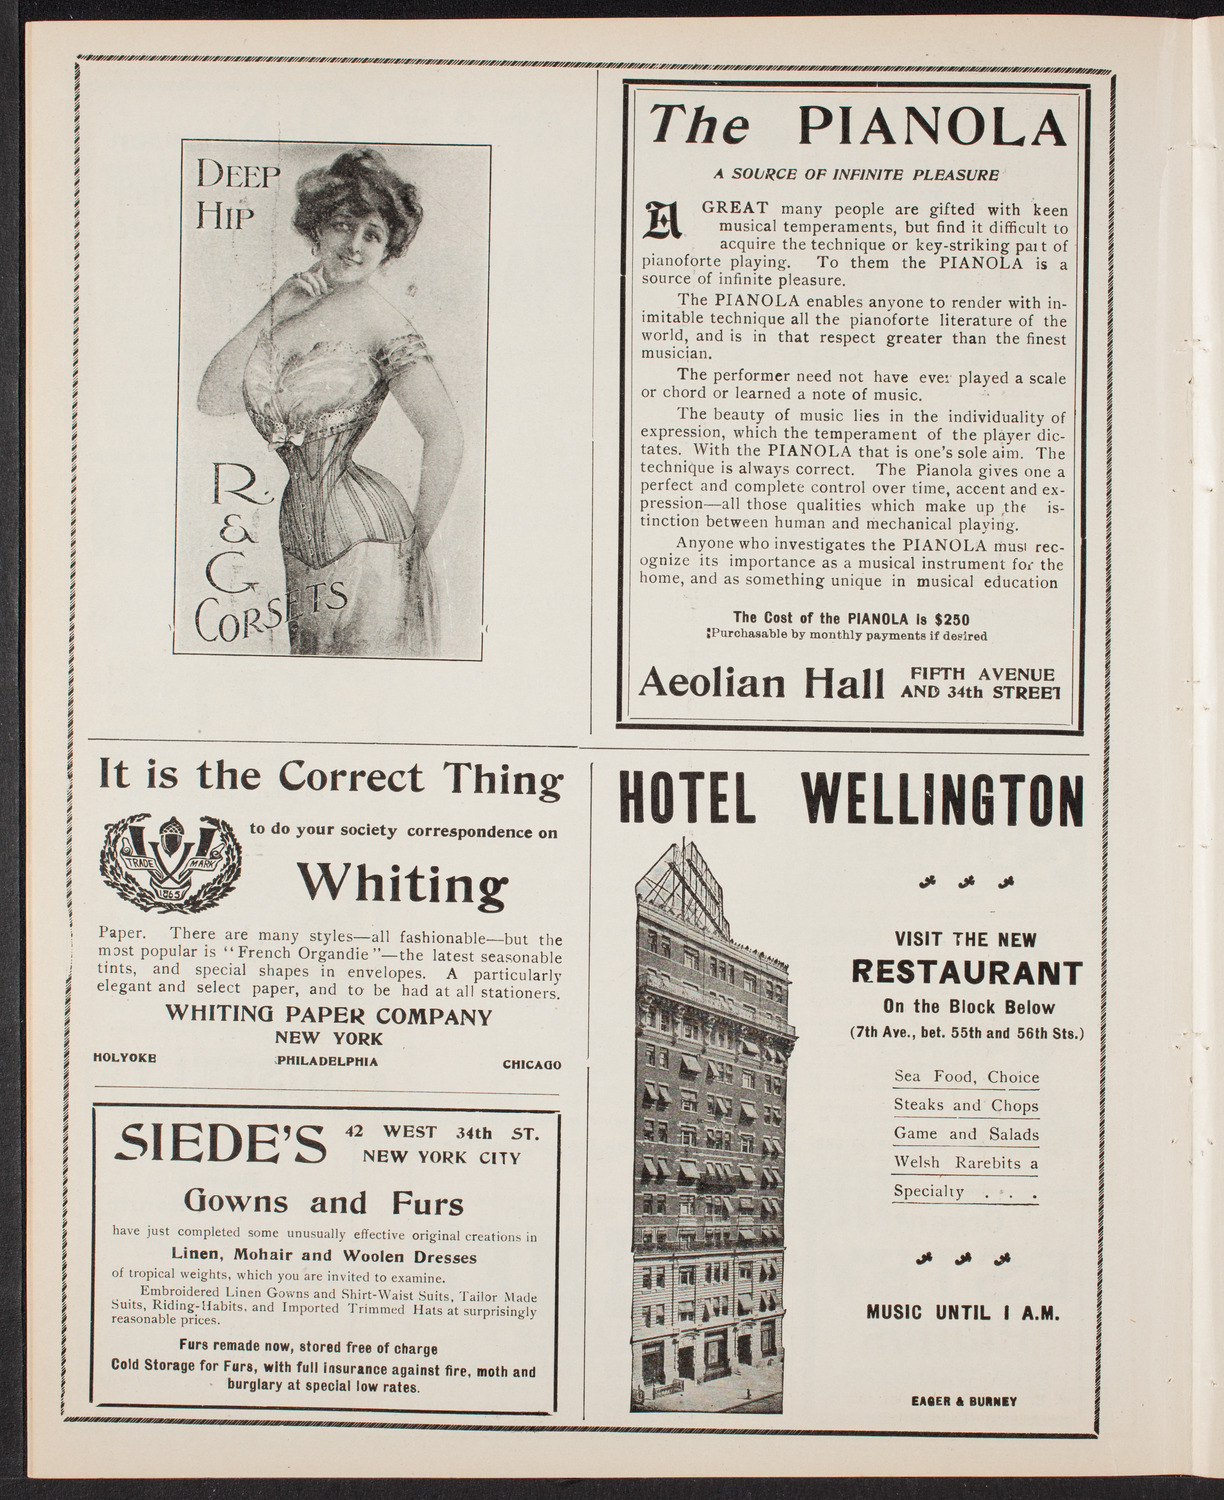 DEEP
HIP
R
&
G
CORSETS
The PIANOLA
A SOURCE OF INFINITE PLEASURE
A GREAT many people are gifted with keen
musical temperaments, but find it difficult to
acquire the technique or key-striking part of
pianoforte playing. To them the PIANOLA is a
source of infinite pleasure.
The PIANOLA enables anyone to render with in-
imitable technique all the pianoforte literature of the
world, and is in that respect greater than the finest
musician.
The performer need not have ever played a scale
or chord or learned a note of music.
The beauty of music lies in the individuality of
expression, which the temperament of the player dic-
tates. With the PIANOLA that is one's sole aim. The
technique is always correct. The Pianola gives one a
perfect and complete control over time, accent and ex-
pression—all those qualities which make up the is-
tinction between human and mechanical playing.
Anyone who investigates the PIANOLA must rec-
ognize its importance as a musical instrument for the
home, and as something unique in musical education
The Cost of the PIANOLA is $250
Purchasable by monthly payments if desired
Aeolian Hall FIFTH AVENUE
AND 34th STREET
It is the Correct Thing
to do your society correspondence on
TRADE MARK
1865
Whiting
Paper. There are many styles—all fashionable—but the
most popular is "French Organdie"—the latest seasonable
tints, and special shapes in envelopes. A particularly
elegant and select paper, and to be had at all stationers.
WHITING PAPER COMPANY
NEW YORK
HOLYOKE PHILADELPHIA CHICAGO
SIEDE'S 42 WEST 34th ST.
NEW YORK CITY
Gowns and Furs
have just completed some unusually effective original creations in
Linen, Mohair and Woolen Dresses
of tropical weights, which you are invited to examine.
Embroidered Linen Gowns and Shirt-Waist Suits, Tailor Made
Suits, Riding-Habits, and Imported Trimmed Hats at surprisingly
reasonable prices.
Furs remade now, stored free of charge
Cold Storage for Furs, with full insurance against fire, moth and
burglary at special low rates.
HOTEL WELLINGTON
VISIT THE NEW
RESTAURANT
On the Block Below
(7th Ave., bet. 55th and 56th Sts.)
Sea Food, Choice
Steaks and Chops
Game and Salads
Welsh Rarebits a
Specialty . . .
MUSIC UNTIL 1 A.M.
EAGER & BURNEY